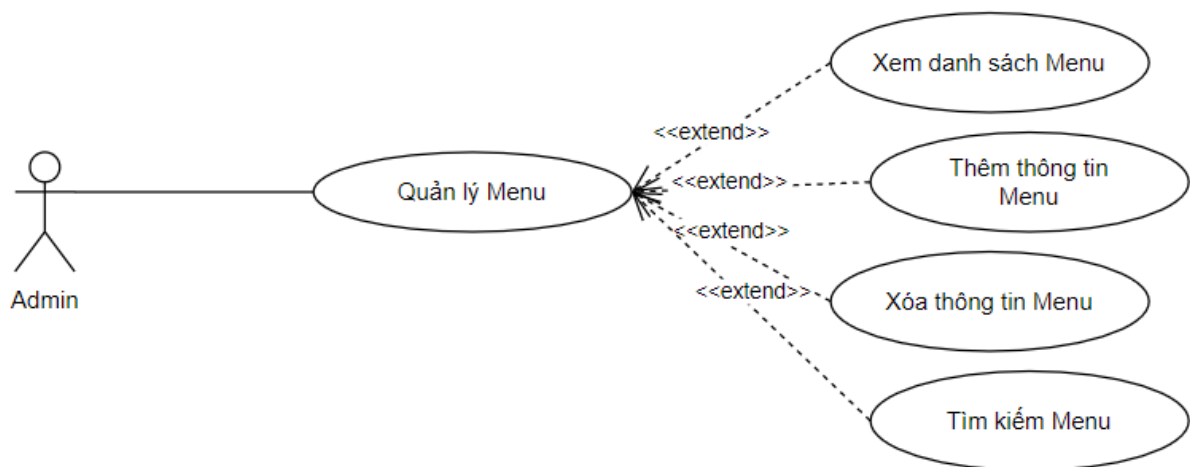 Xem danh sách Menu
<<extend>>
Thêm thông tin
Menu
<<extend>>
Quản lý Menu
<<extend>>
Xóa thông tin Menu
<<extend>>
Admin
Tìm kiếm Menu